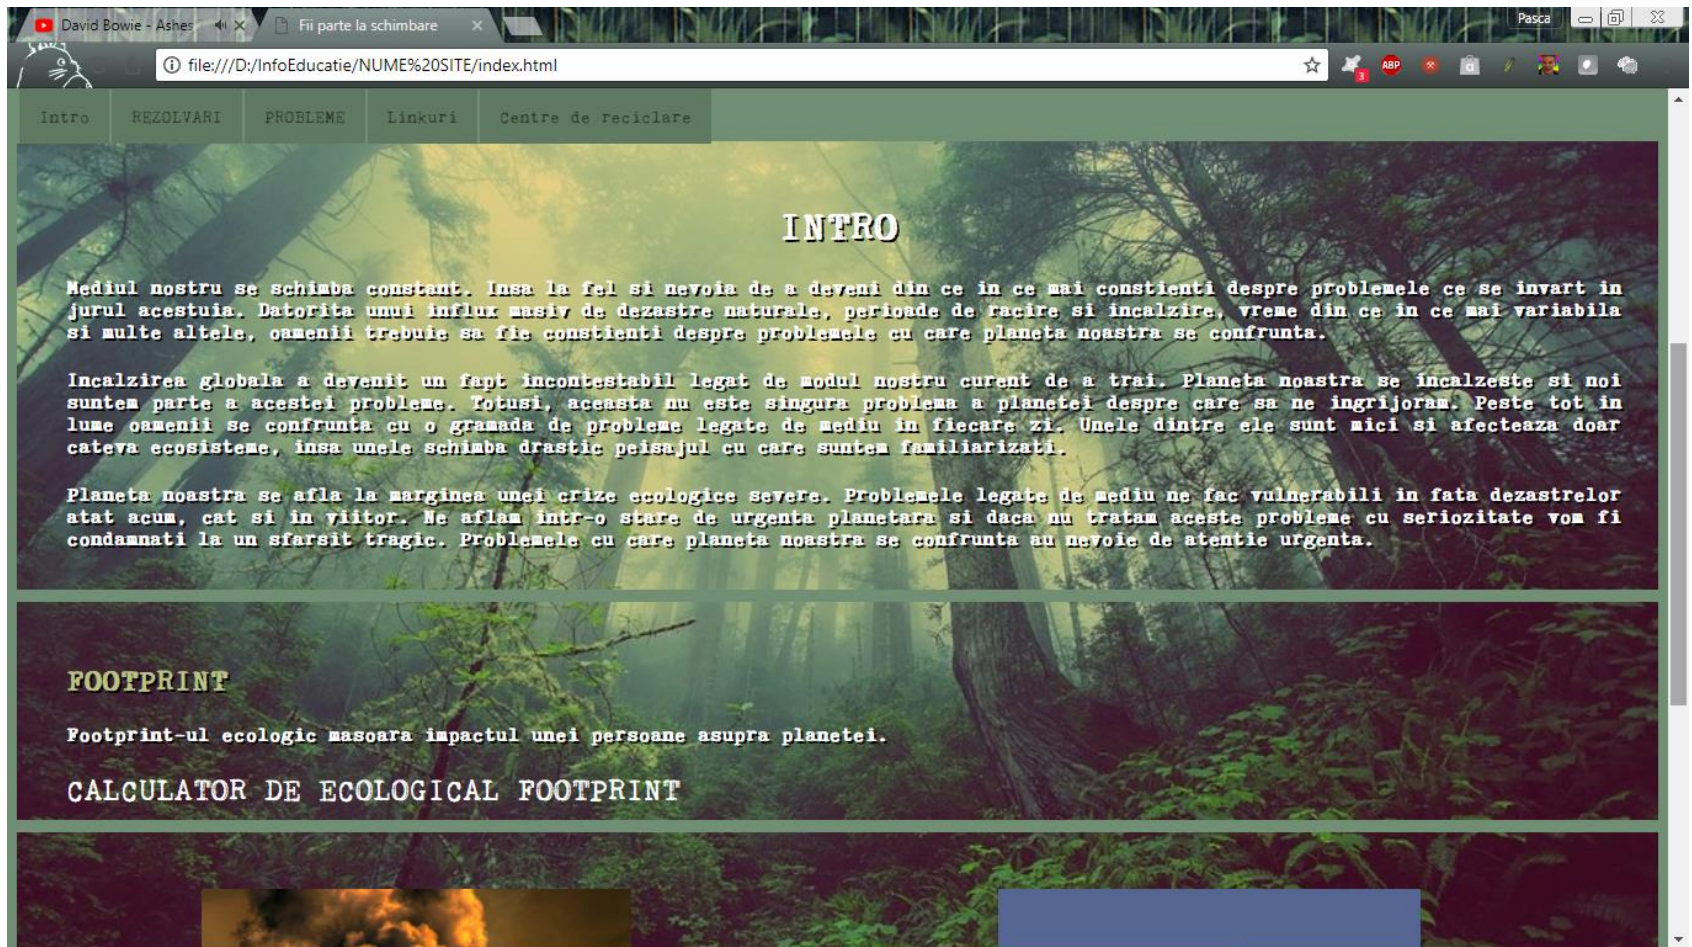 David Bowie - Ashes
Fii parte la schimbare
Pasca
file:///D:/InfoEducatie/NUME%20SITE/index.html
3
ABP
Intro
REZOLVARI
PROBLEME
Linkuri
Centre de reciclare
INTRO
Mediul nostru se schimba constant. Insa la fel si nevoia de a deveni din ce in ce mai constienti despre problemele ce se invart in
jurul acestuia. Datorita unui influx masiv de dezastre naturale, perioade de racire si incalzire, vreme din ce in ce mai variabila
si multe altele, oamenii trebuie sa fie constienti despre problemele cu care planeta noastra se confrunta.
Incalzirea globala a devenit un fapt incontestabil legat de modul nostru curent de a trai. Planeta noastra se incalzeste si noi
suntem parte a acestei probleme. Totusi, aceasta nu este singura problema a planetei despre care sa ne ingrijoram. Peste tot in
lume oamenii se confrunta cu o gramada de probleme legate de mediu in fiecare zi. Unele dintre ele sunt mici si afecteaza doar
cateva ecosisteme, insa unele schimba drastic peisajul cu care suntem familiarizati.
Planeta noastra se afla la marginea unei crize ecologice severe. Problemele legate de mediu ne fac vulnerabili in fata dezastrelor
atat acum, cat si in viitor. Ne aflam intr-o stare de urgenta planetara si daca nu tratam aceste probleme cu seriozitate vom fi
condamnati la un sfarsit tragic. Problemele cu care planeta noastra se confrunta au nevoie de atentie urgenta.
FOOTPRINT
Footprint-ul ecologic masoara impactul unei persoane asupra planetei.
CALCULATOR DE ECOLOGICAL FOOTPRINT